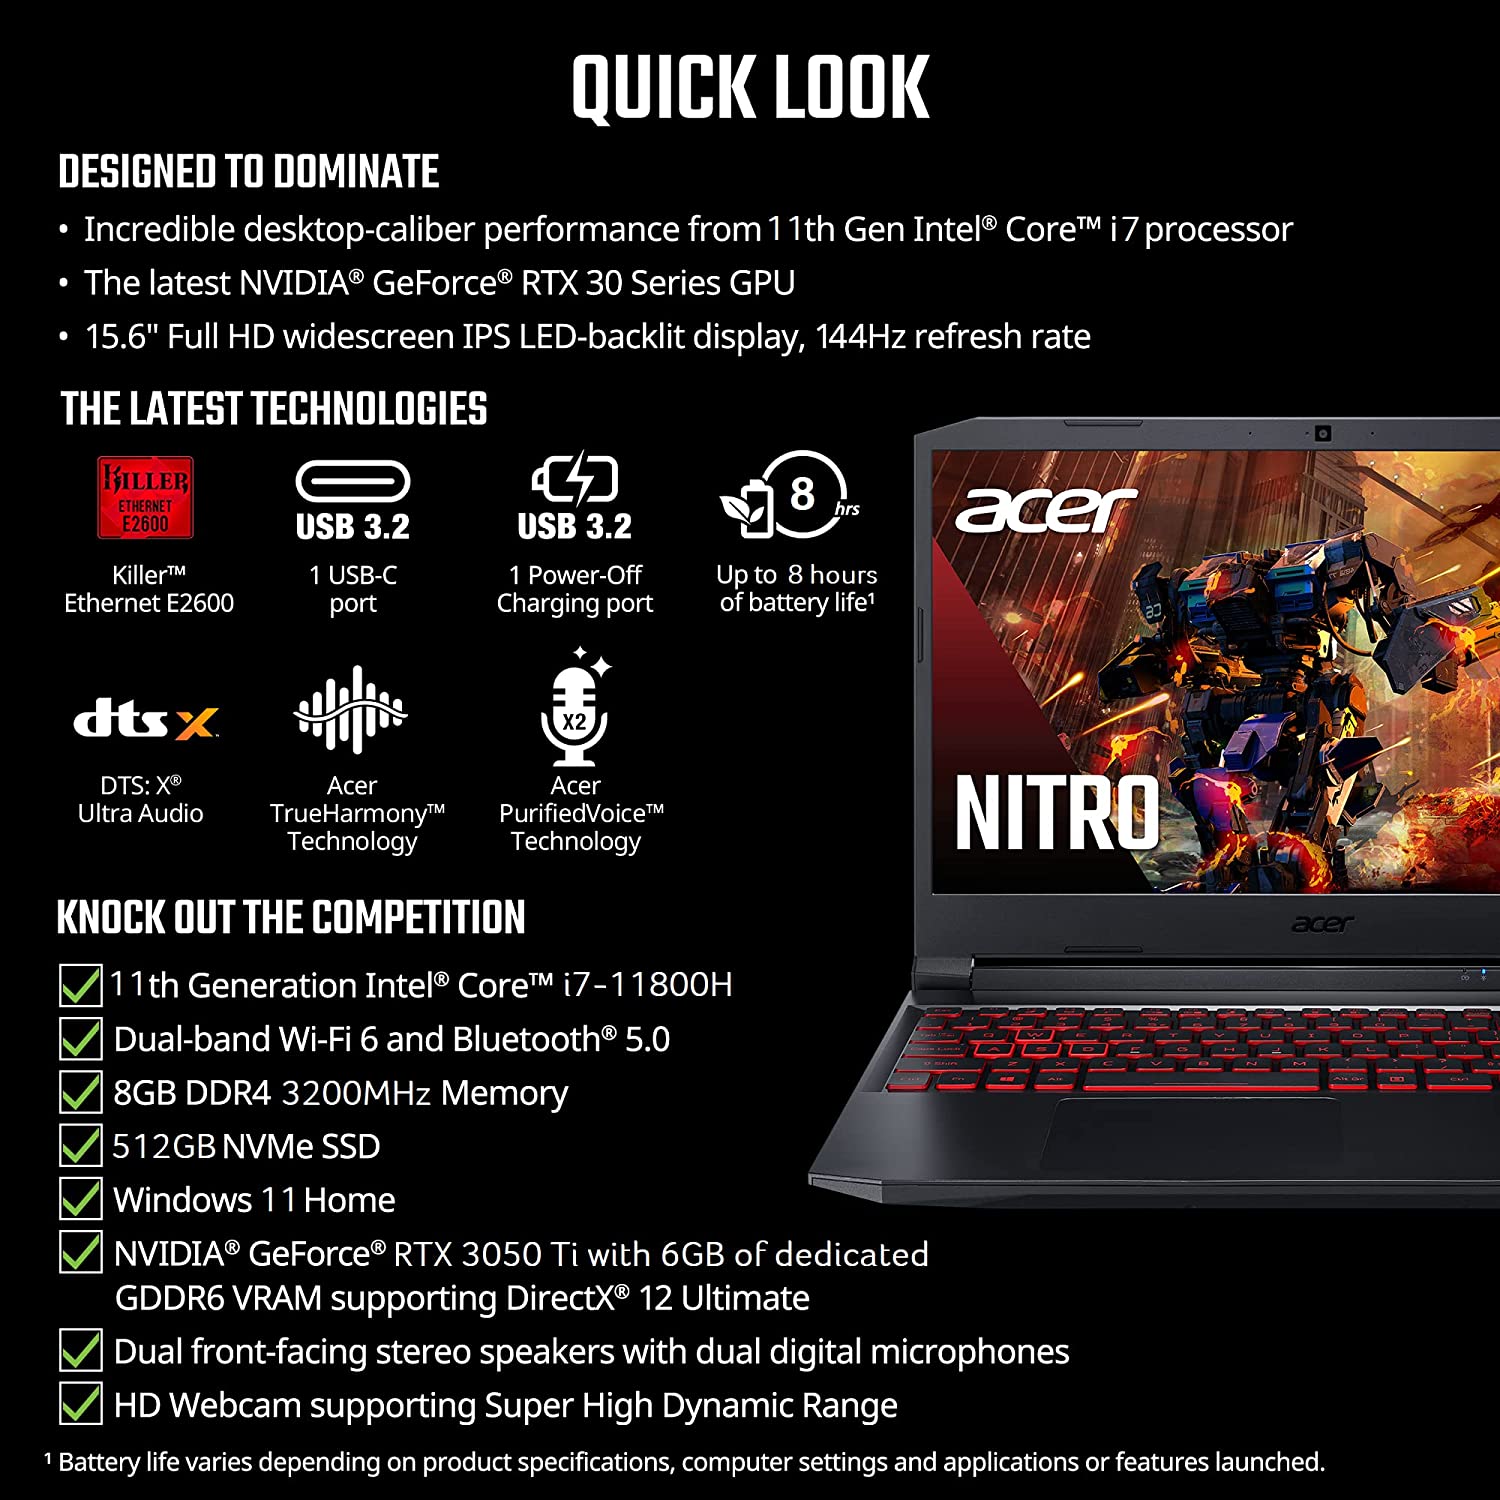 QUICK LOOK
DESIGNED TO DOMINATE
• Incredible desktop-caliber performance from 11th Gen Intel® Core™ i7 processor
• The latest NVIDIA® GeForce® RTX 30 Series GPU
• 15.6" Full HD widescreen IPS LED-backlit display, 144Hz refresh rate
THE LATEST TECHNOLOGIES
KILLER
ETHERNET
E2600
Killer™
Ethernet E2600
USB 3.2
1 USB-C
port
USB 3.2
1 Power-Off
Charging port
8 hrs
Up to 8 hours
of battery life¹
dts X
DTS: X®
Ultra Audio
Acer
TrueHarmony™
Technology
X2
Acer
PurifiedVoice™
Technology
acer
NITRO
acer
KNOCK OUT THE COMPETITION
11th Generation Intel® Core™ i7-11800H
Dual-band Wi-Fi 6 and Bluetooth® 5.0
8GB DDR4 3200MHz Memory
512GB NVMe SSD
Windows 11 Home
NVIDIA® GeForce® RTX 3050 Ti with 6GB of dedicated
GDDR6 VRAM supporting DirectX® 12 Ultimate
Dual front-facing stereo speakers with dual digital microphones
HD Webcam supporting Super High Dynamic Range
¹ Battery life varies depending on product specifications, computer settings and applications or features launched.